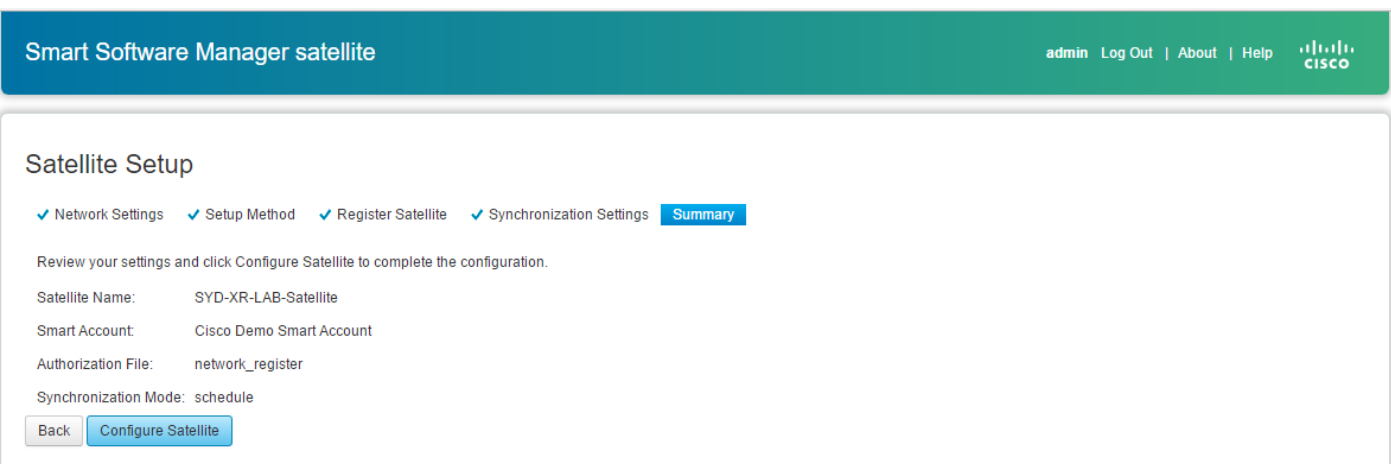 Smart Software Manager satellite
admin Log Out | About | Help
CISCO
Satellite Setup
Network Settings Setup Method Register Satellite Synchronization Settings Summary
Review your settings and click Configure Satellite to complete the configuration.
Satellite Name: SYD-XR-LAB-Satellite
Smart Account: Cisco Demo Smart Account
Authorization File: network_register
Synchronization Mode: schedule
Back Configure Satellite